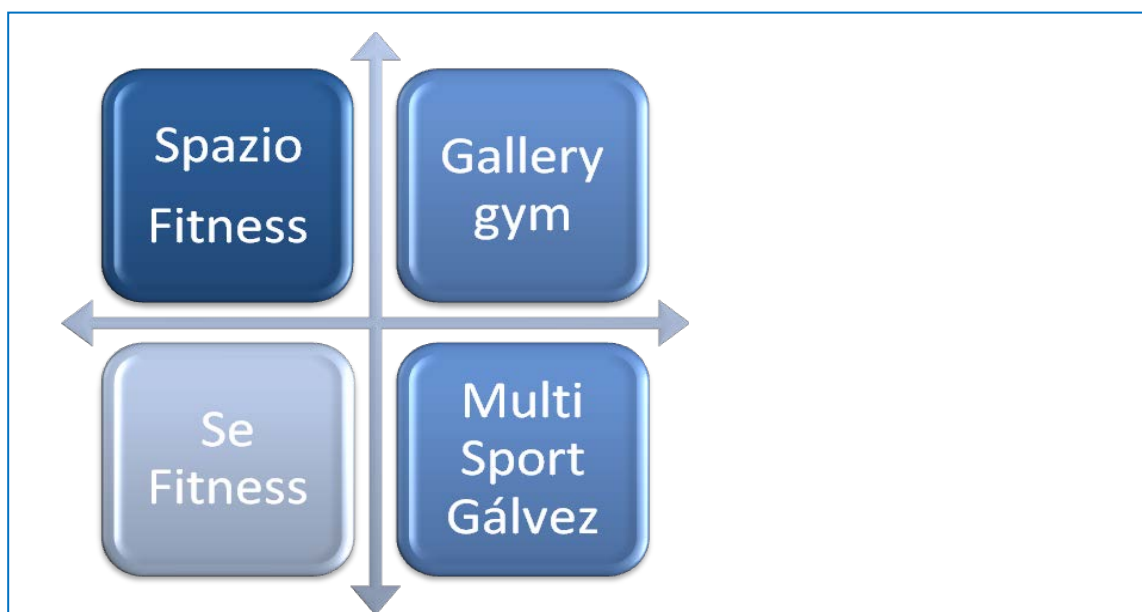 Spazio
Fitness
Gallery
gym
Se
Fitness
Multi
Sport
Gálvez